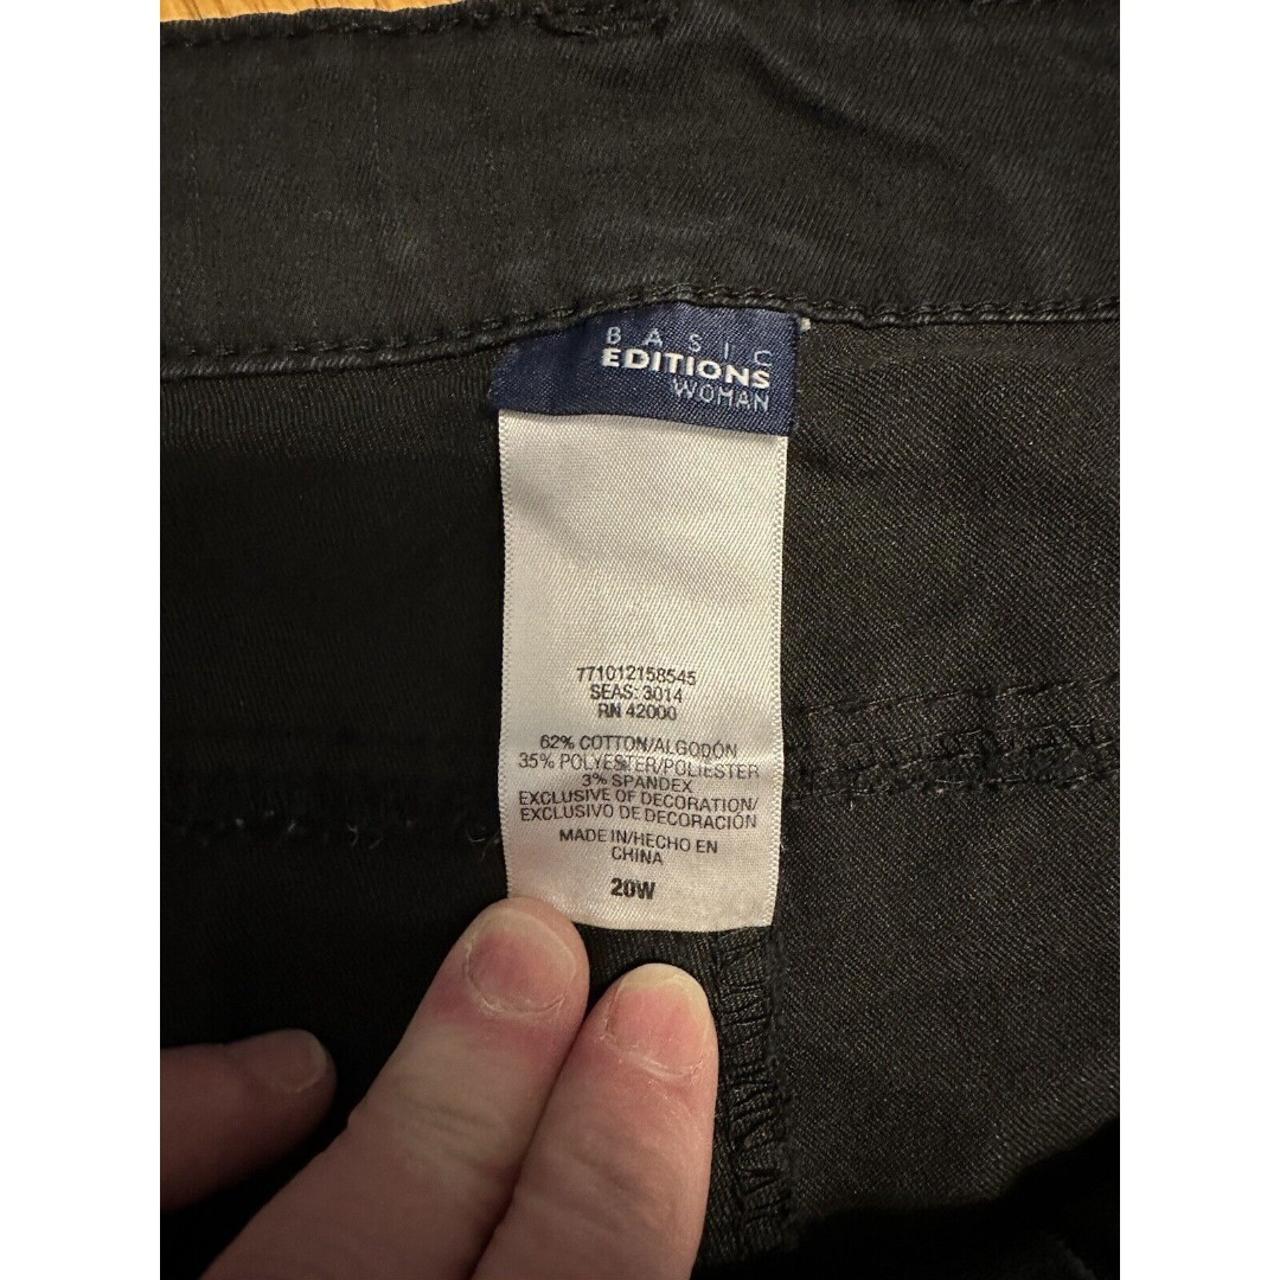 BASIC
EDITIONS
WOMAN
771012158545
SEAS: 3014
RN 42000
62% COTTON/ALGODÓN
35% POLYESTER/POLIESTER
3% SPANDEX
EXCLUSIVE OF DECORATION/
EXCLUSIVO DE DECORACIÓN
MADE IN/HECHO EN
CHINA
20W